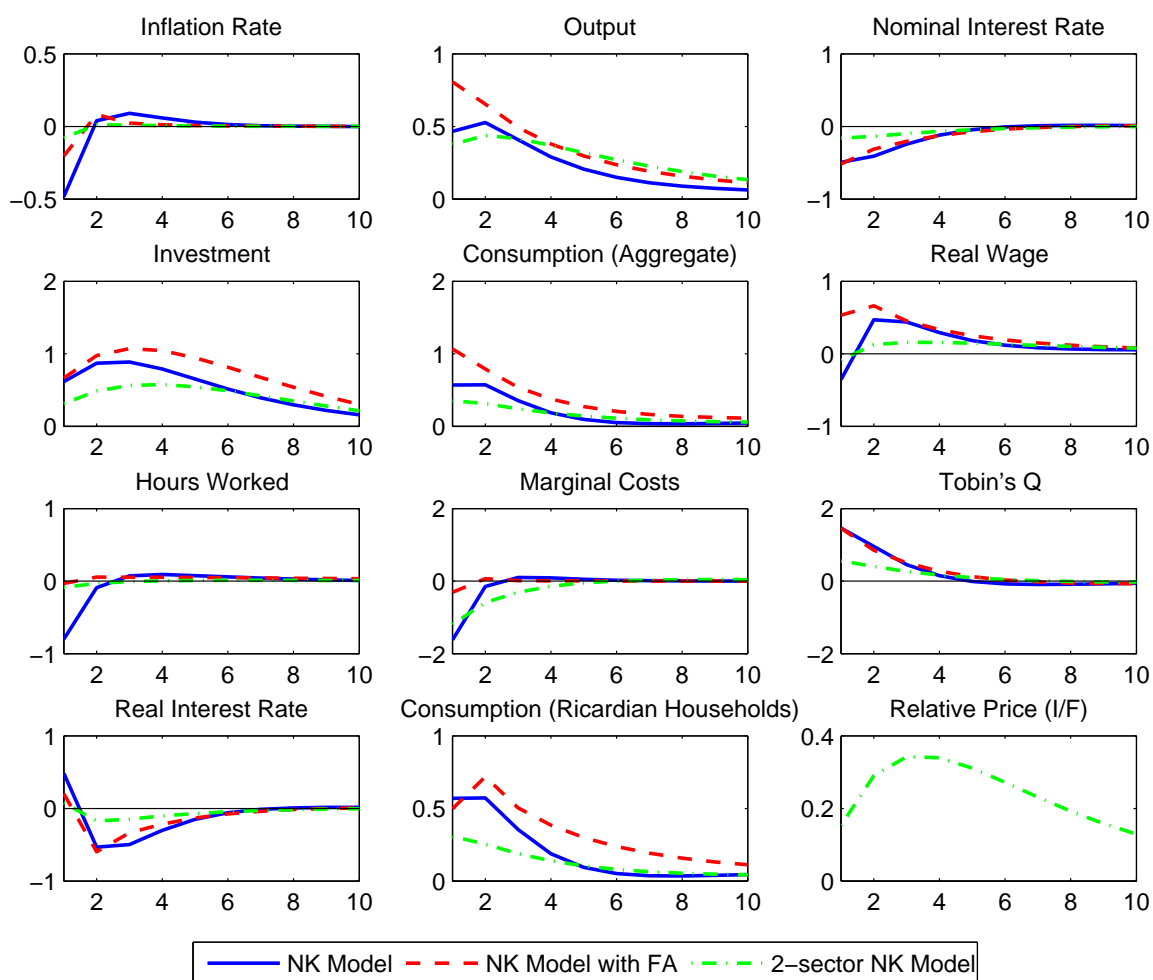 Inflation Rate
Output
Nominal Interest Rate
0.5
0
−0.5
2 4 6 8 10
1
0.5
0
2 4 6 8 10
1
0
−1
2 4 6 8 10
Investment
Consumption (Aggregate)
Real Wage
2
1
0
2 4 6 8 10
2
1
0
2 4 6 8 10
1
0
−1
2 4 6 8 10
Hours Worked
Marginal Costs
Tobin's Q
1
0
−1
2 4 6 8 10
2
0
−2
2 4 6 8 10
2
0
−2
2 4 6 8 10
Real Interest Rate
Consumption (Ricardian Households)
Relative Price (I/F)
1
0
−1
2 4 6 8 10
1
0.5
0
2 4 6 8 10
0.4
0.2
0
2 4 6 8 10
NK Model
NK Model with FA
2−sector NK Model